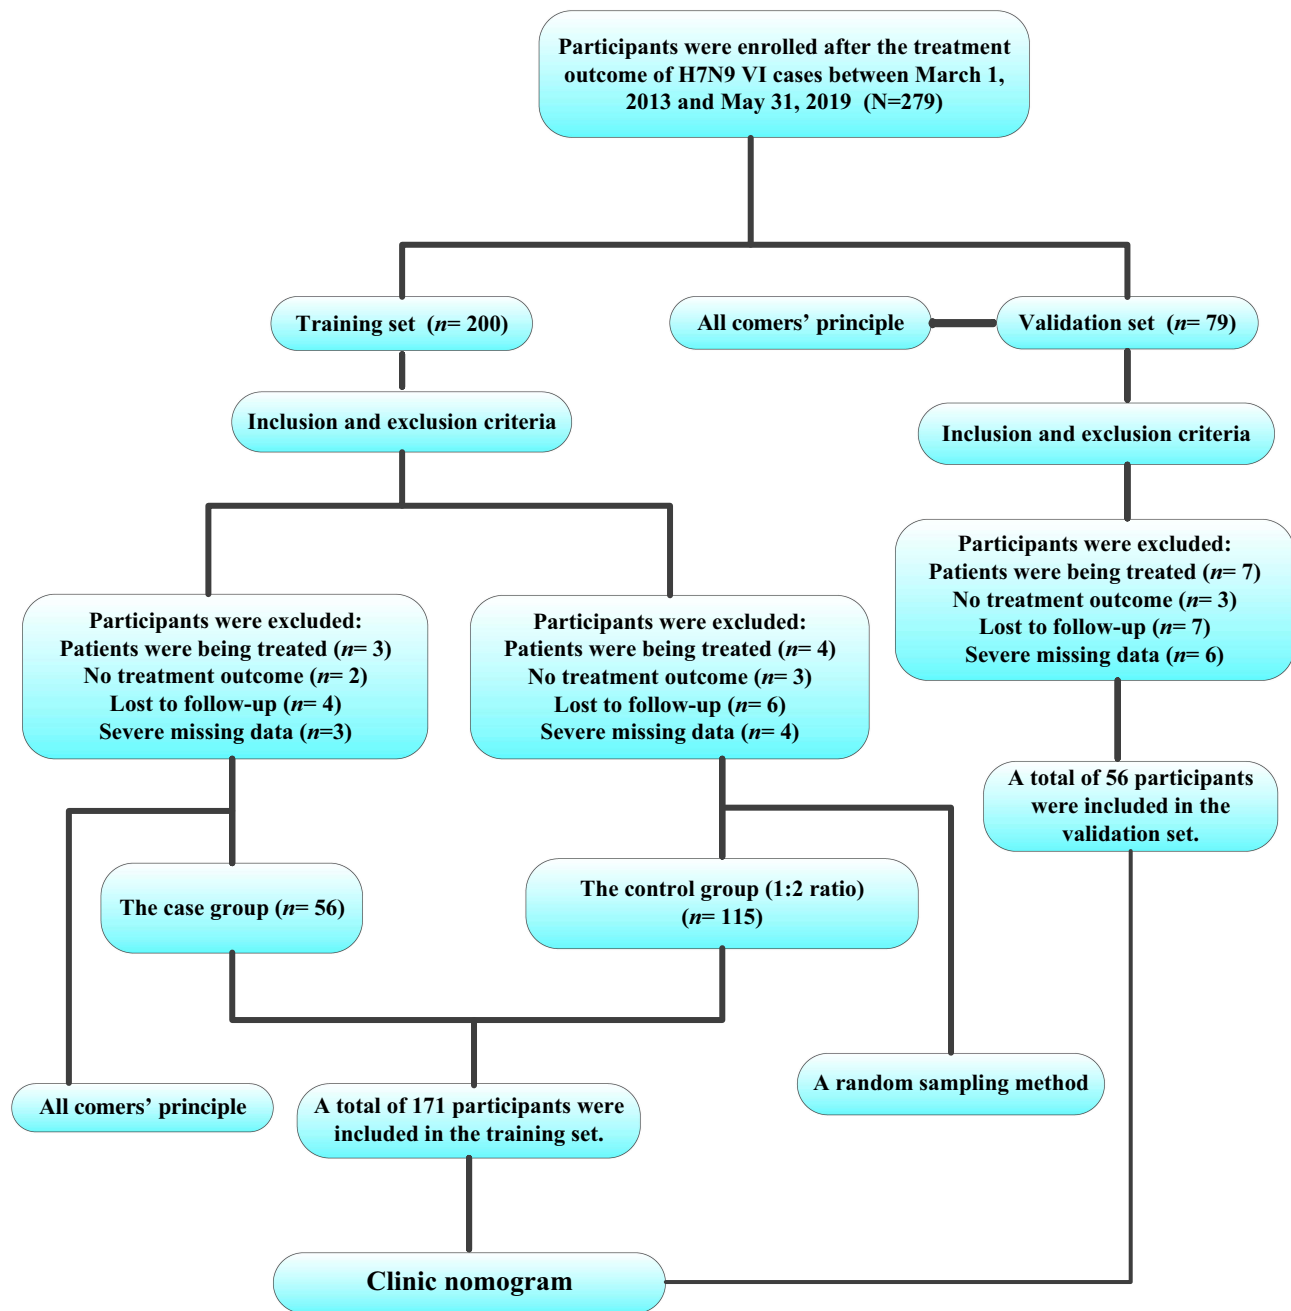 Participants were enrolled after the treatment
outcome of H7N9 VI cases between March 1,
2013 and May 31, 2019 (N=279)
Training set (n= 200)
All comers’ principle
Validation set (n= 79)
Inclusion and exclusion criteria
Inclusion and exclusion criteria
Participants were excluded:
Patients were being treated (n= 3)
No treatment outcome (n= 2)
Lost to follow-up (n= 4)
Severe missing data (n=3)
Participants were excluded:
Patients were being treated (n= 4)
No treatment outcome (n= 3)
Lost to follow-up (n= 6)
Severe missing data (n= 4)
Participants were excluded:
Patients were being treated (n= 7)
No treatment outcome (n= 3)
Lost to follow-up (n= 7)
Severe missing data (n= 6)
A total of 56 participants
were included in the
validation set.
The case group (n= 56)
The control group (1:2 ratio)
(n= 115)
All comers’ principle
A total of 171 participants were
included in the training set.
A random sampling method
Clinic nomogram